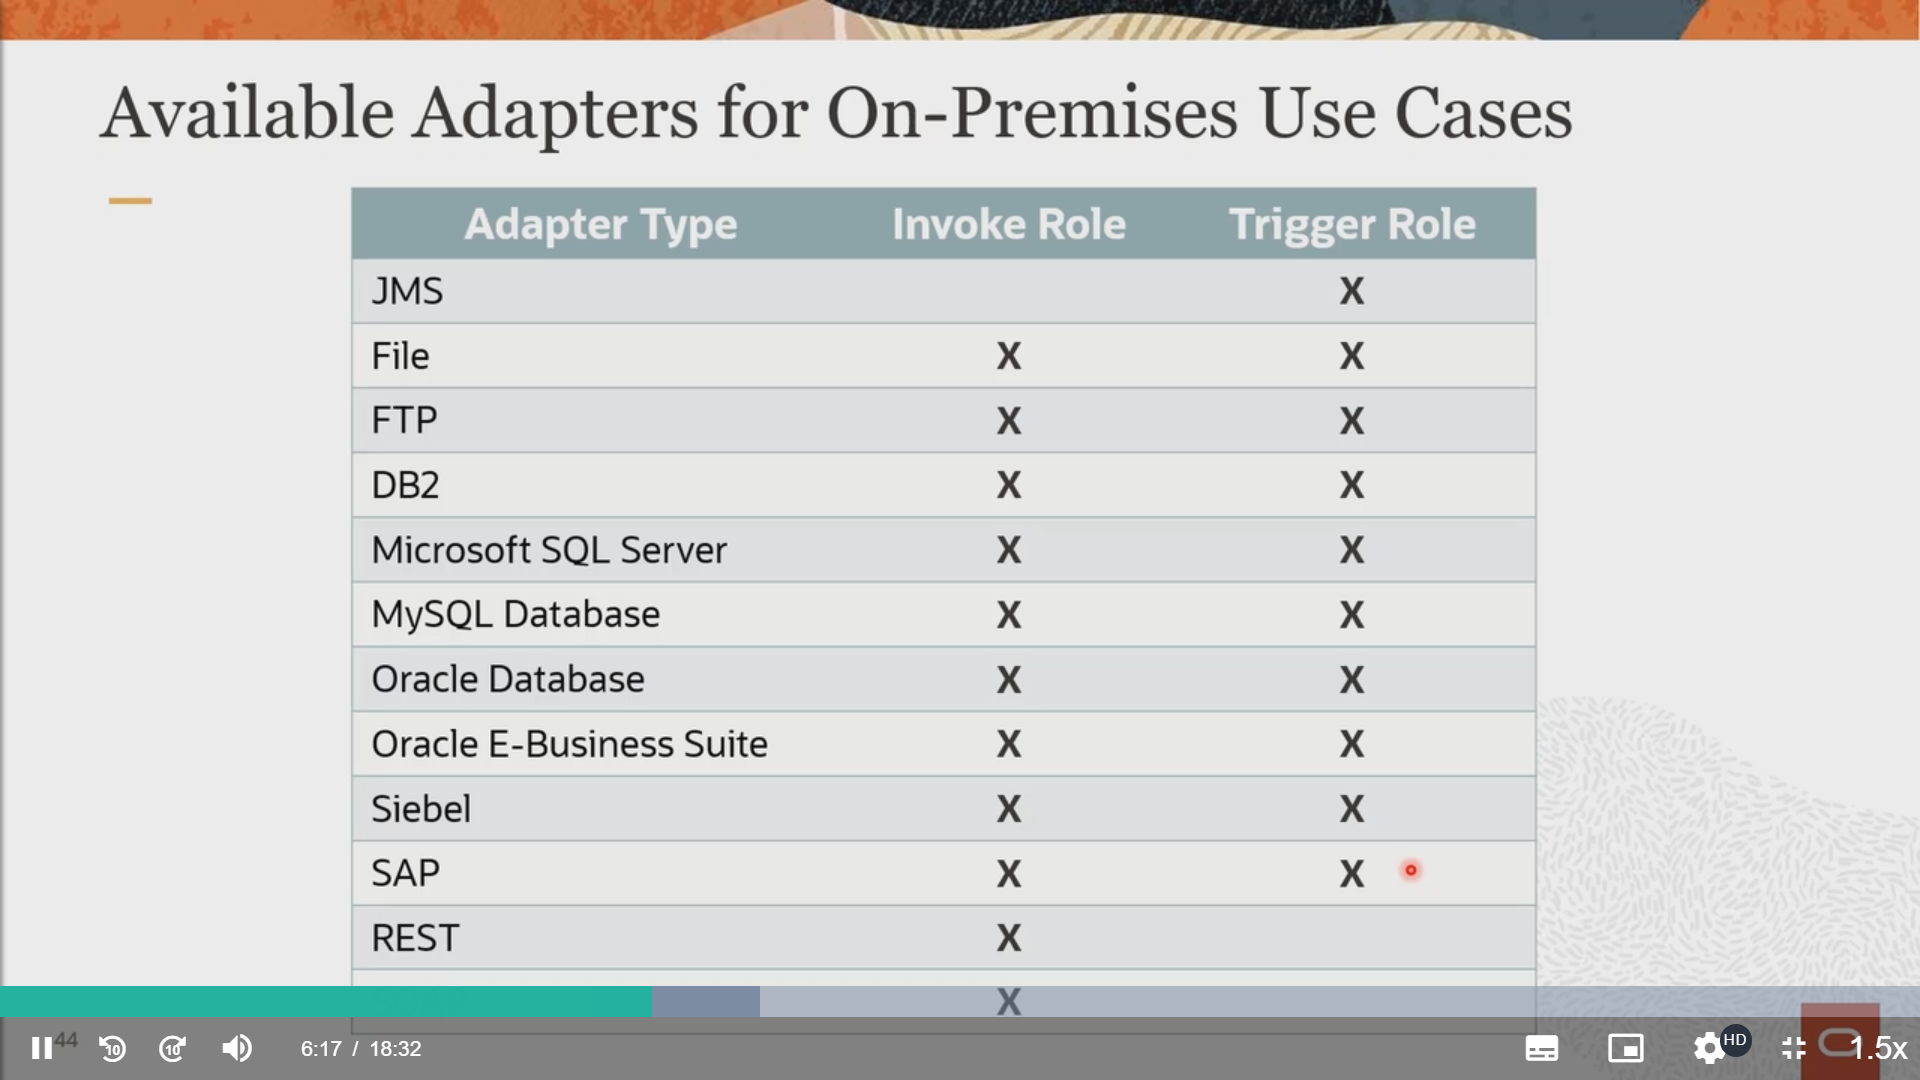 Available Adapters for On-Premises Use Cases
Adapter Type Invoke Role Trigger Role
JMS X
File X X
FTP X X
DB2 X X
Microsoft SQL Server X X
MySQL Database X X
Oracle Database X X
Oracle E-Business Suite X X
Siebel X X
SAP X X
REST X
X
44
10
10
6:17 / 18:32
HD
1.5x